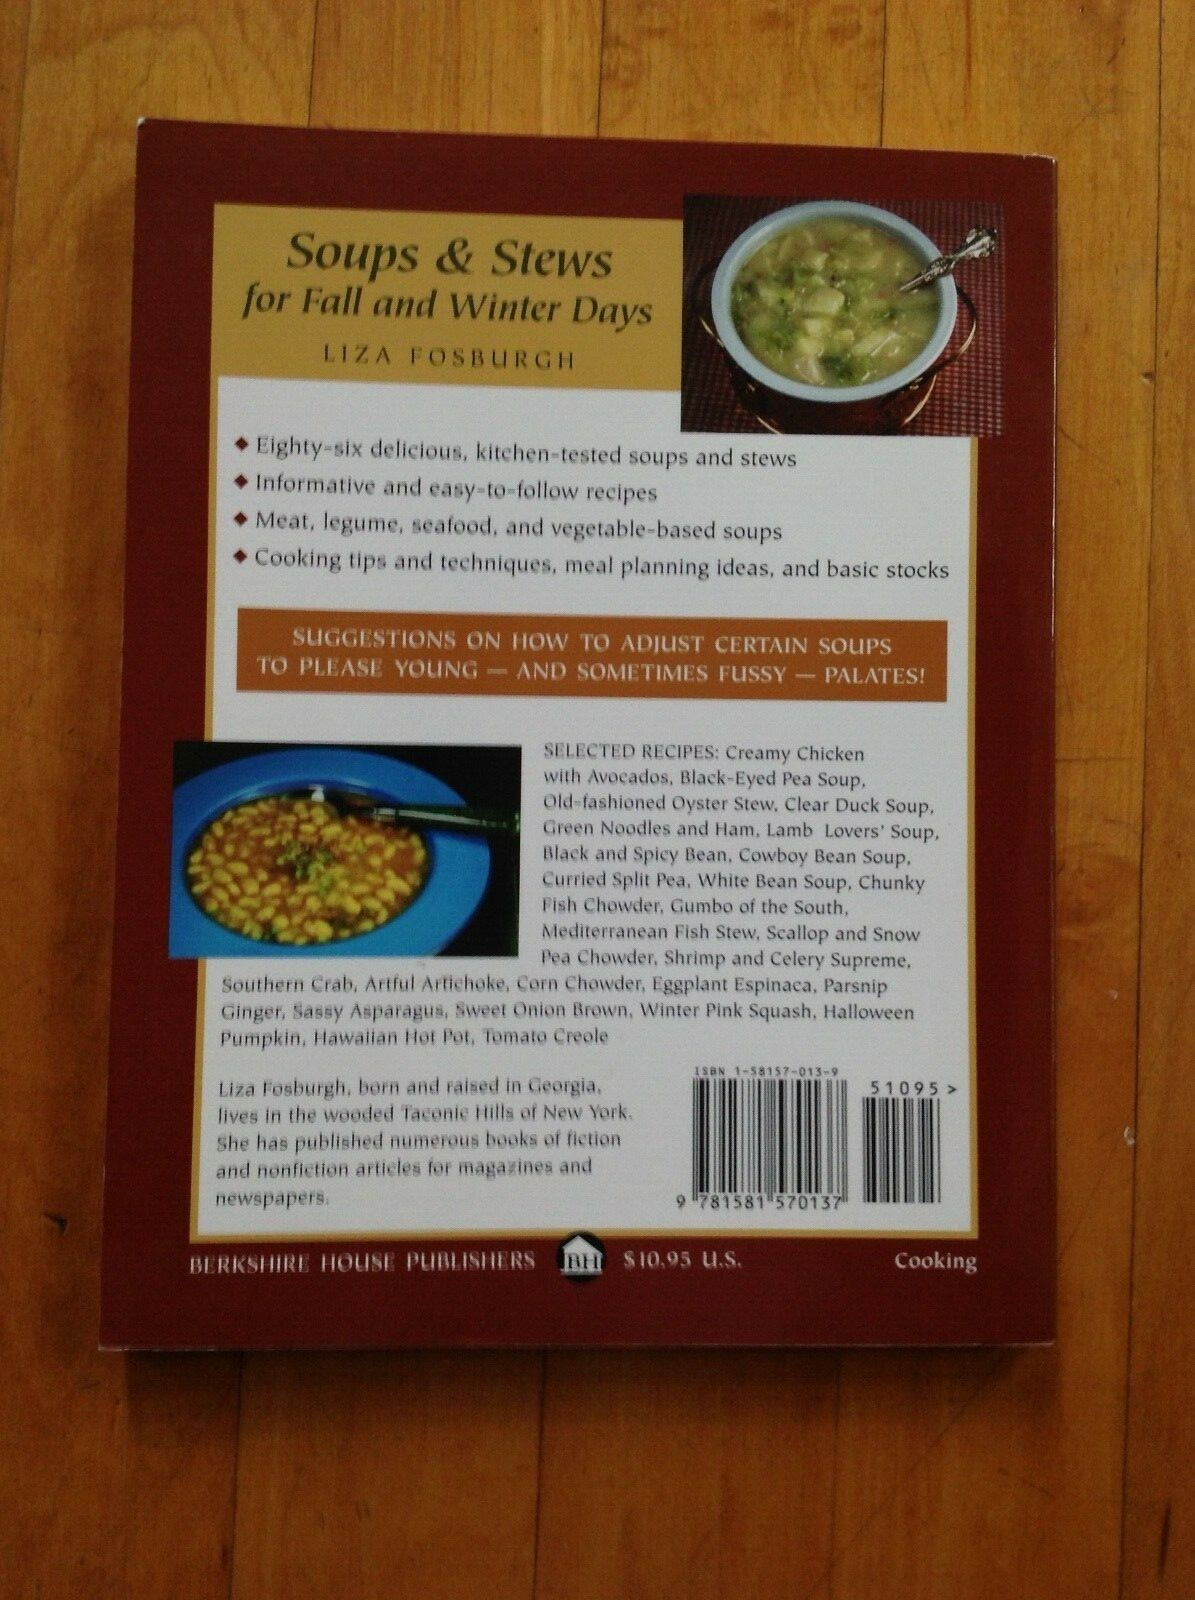 Soups & Stews
for Fall and Winter Days
LIZA FOSBURGH
Eighty-six delicious, kitchen-tested soups and stews
Informative and easy-to-follow recipes
Meat, legume, seafood, and vegetable-based soups
Cooking tips and techniques, meal planning ideas, and basic stocks
SUGGESTIONS ON HOW TO ADJUST CERTAIN SOUPS
TO PLEASE YOUNG — AND SOMETIMES FUSSY — PALATES!
SELECTED RECIPES: Creamy Chicken
with Avocados, Black-Eyed Pea Soup,
Old-fashioned Oyster Stew, Clear Duck Soup,
Green Noodles and Ham, Lamb Lovers' Soup,
Black and Spicy Bean, Cowboy Bean Soup,
Curried Split Pea, White Bean Soup, Chunky
Fish Chowder, Gumbo of the South,
Mediterranean Fish Stew, Scallop and Snow
Pea Chowder, Shrimp and Celery Supreme,
Southern Crab, Artful Artichoke, Corn Chowder, Eggplant Espinaca, Parsnip
Ginger, Sassy Asparagus, Sweet Onion Brown, Winter Pink Squash, Halloween
Pumpkin, Hawaiian Hot Pot, Tomato Creole
Liza Fosburgh, born and raised in Georgia,
lives in the wooded Taconic Hills of New York.
She has published numerous books of fiction
and nonfiction articles for magazines and
newspapers.
ISBN 1-58157-013-9
51095 >
9 781581 570137
BERKSHIRE HOUSE PUBLISHERS BH $10.95 U.S. Cooking